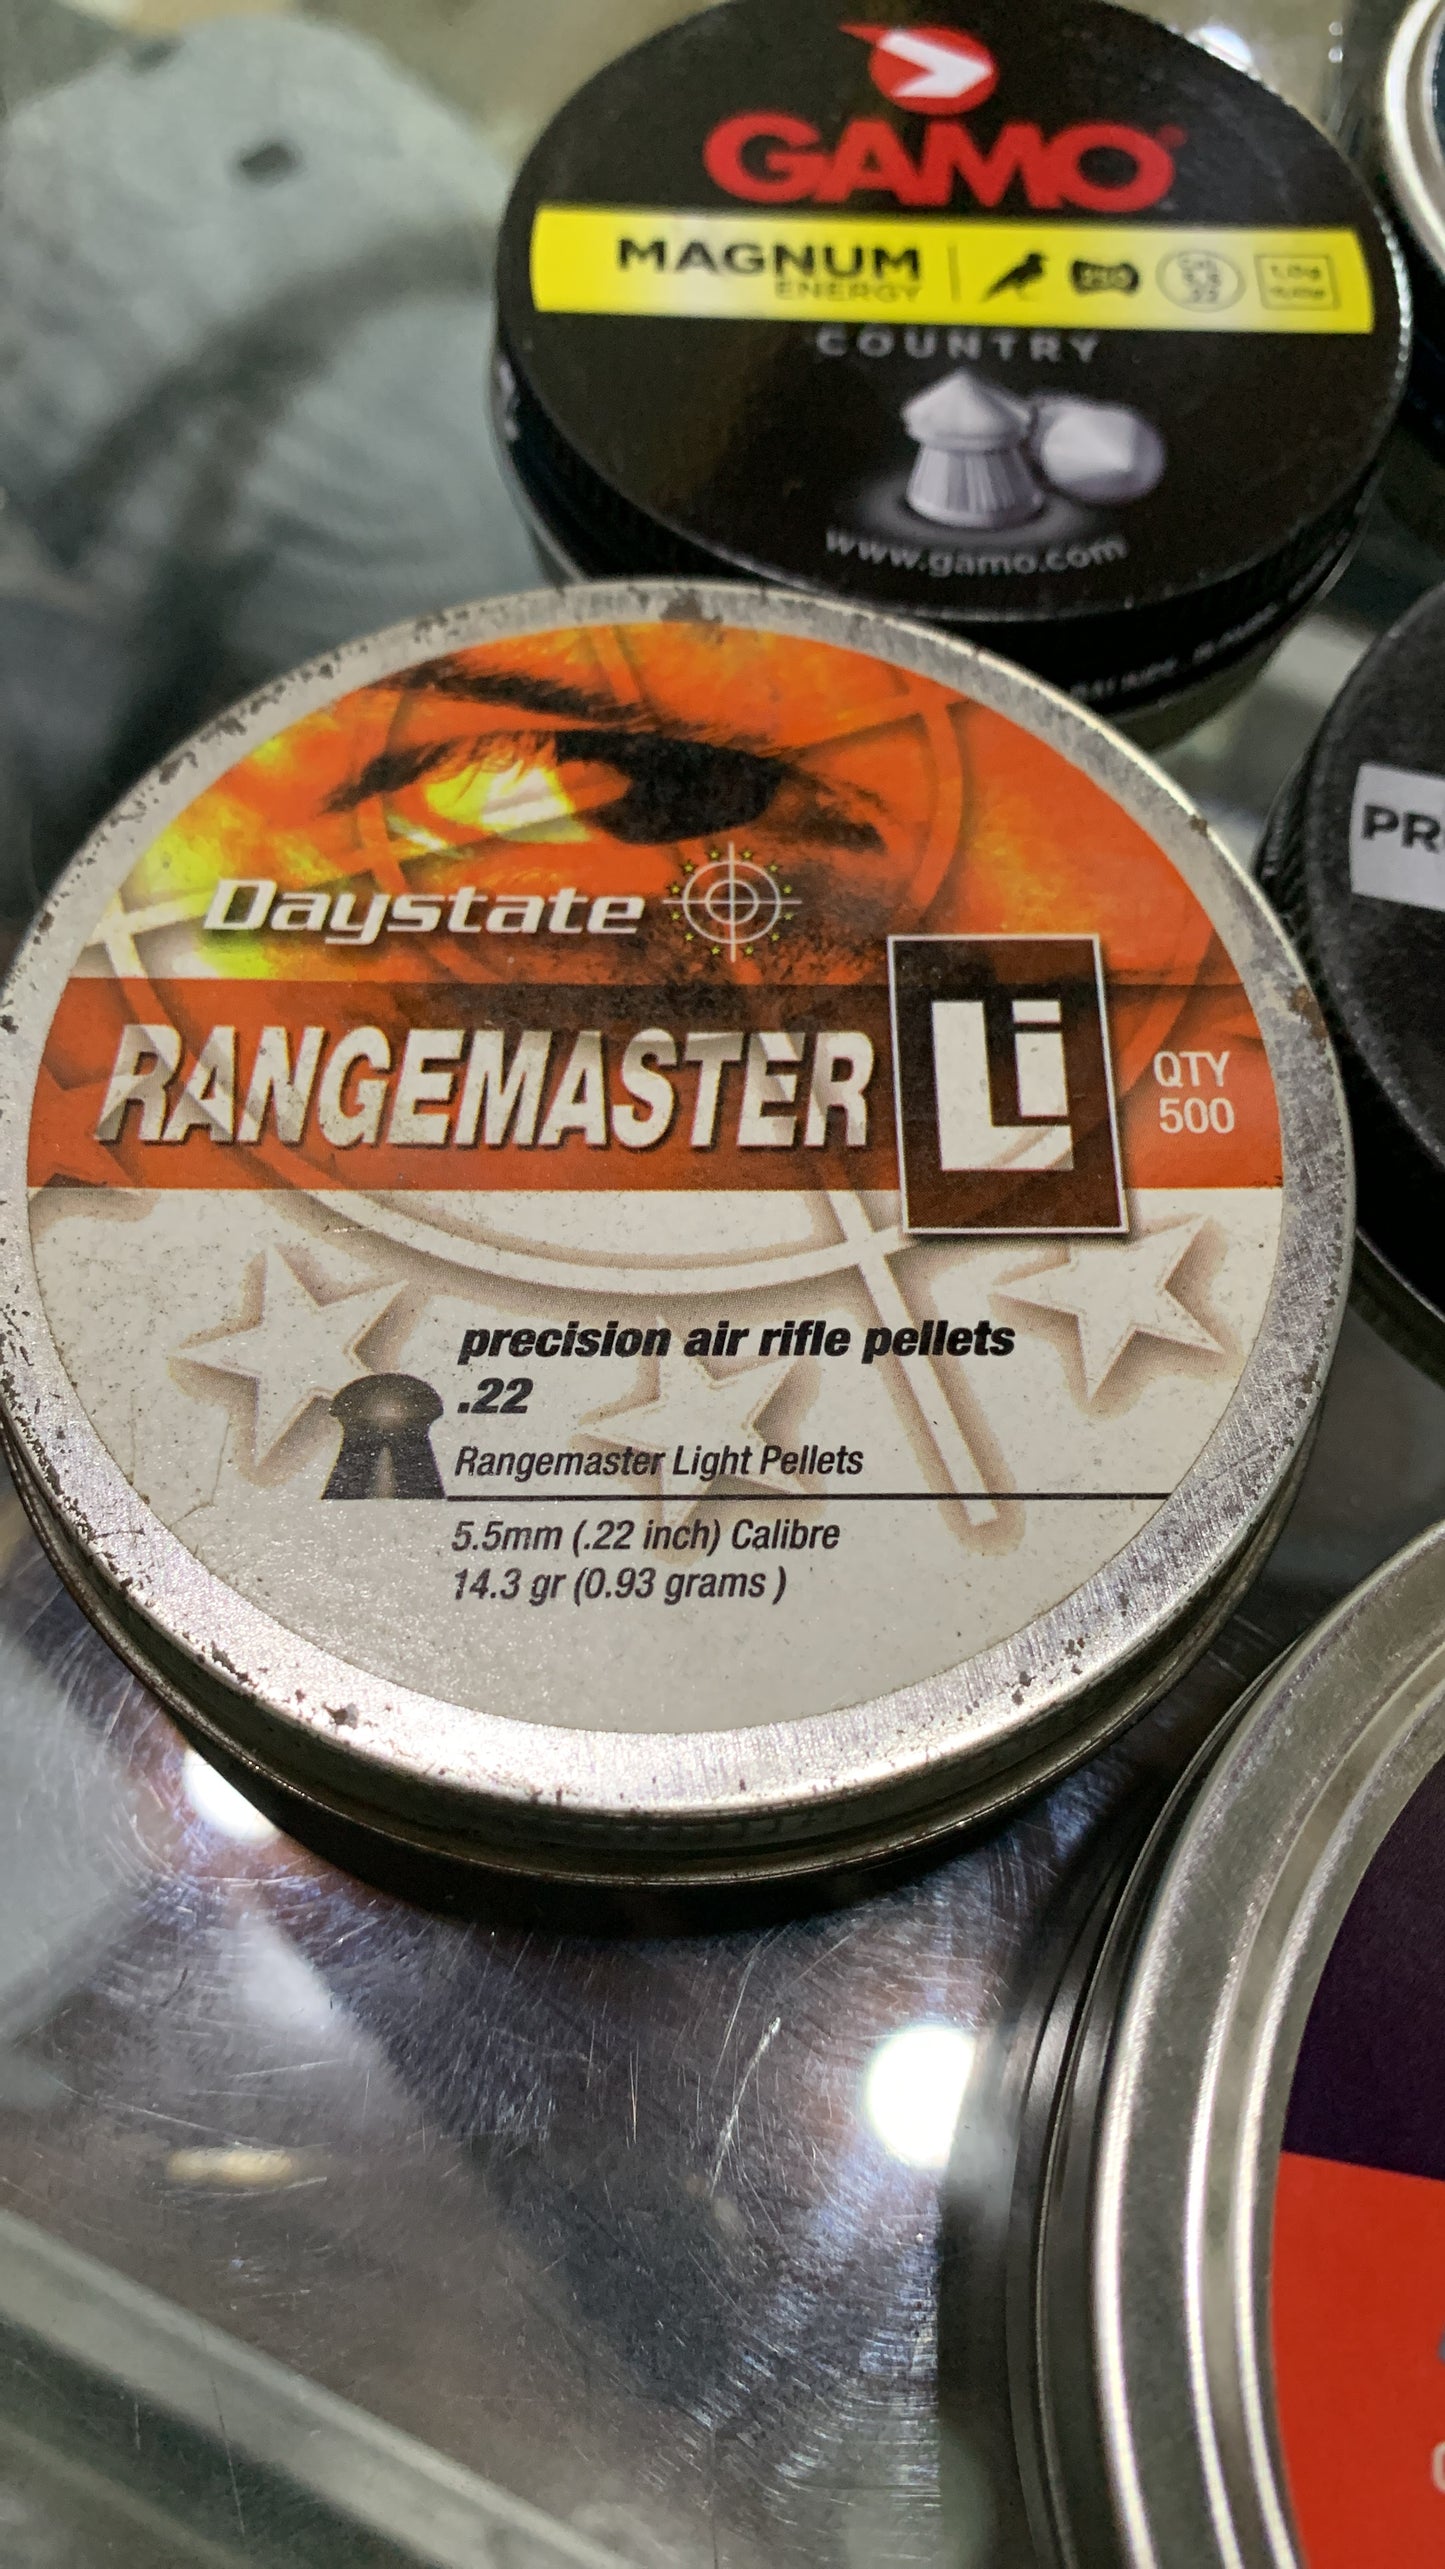 GAMO
MAGNUM
ENERGY
PRO
COUNTRY
www.gamo.com
PR
Daystate
RANGEMASTER Li
QTY
500
precision air rifle pellets
.22
Rangemaster Light Pellets
5.5mm (.22 inch) Calibre
14.3 gr (0.93 grams )